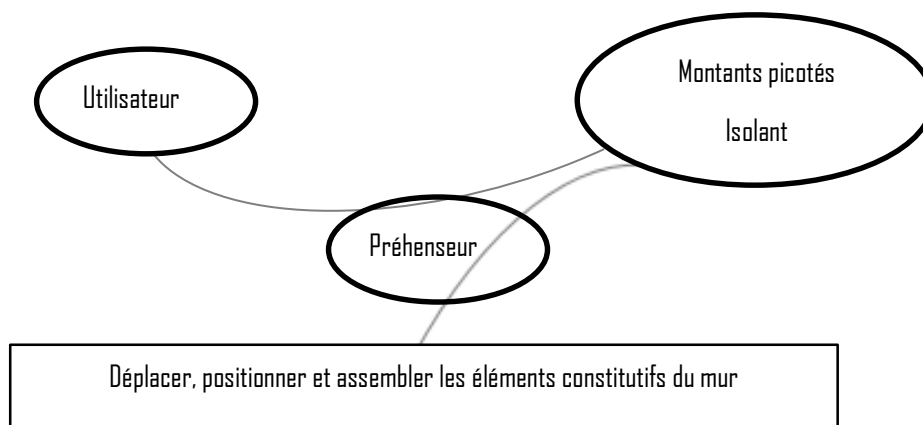 Utilisateur
Montants picotés
Isolant
Préhenseur
Déplacer, positionner et assembler les éléments constitutifs du mur